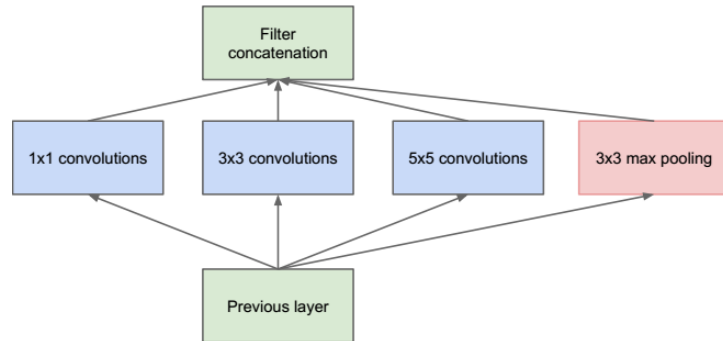 Filter
concatenation
1x1 convolutions
3x3 convolutions
5x5 convolutions
3x3 max pooling
Previous layer